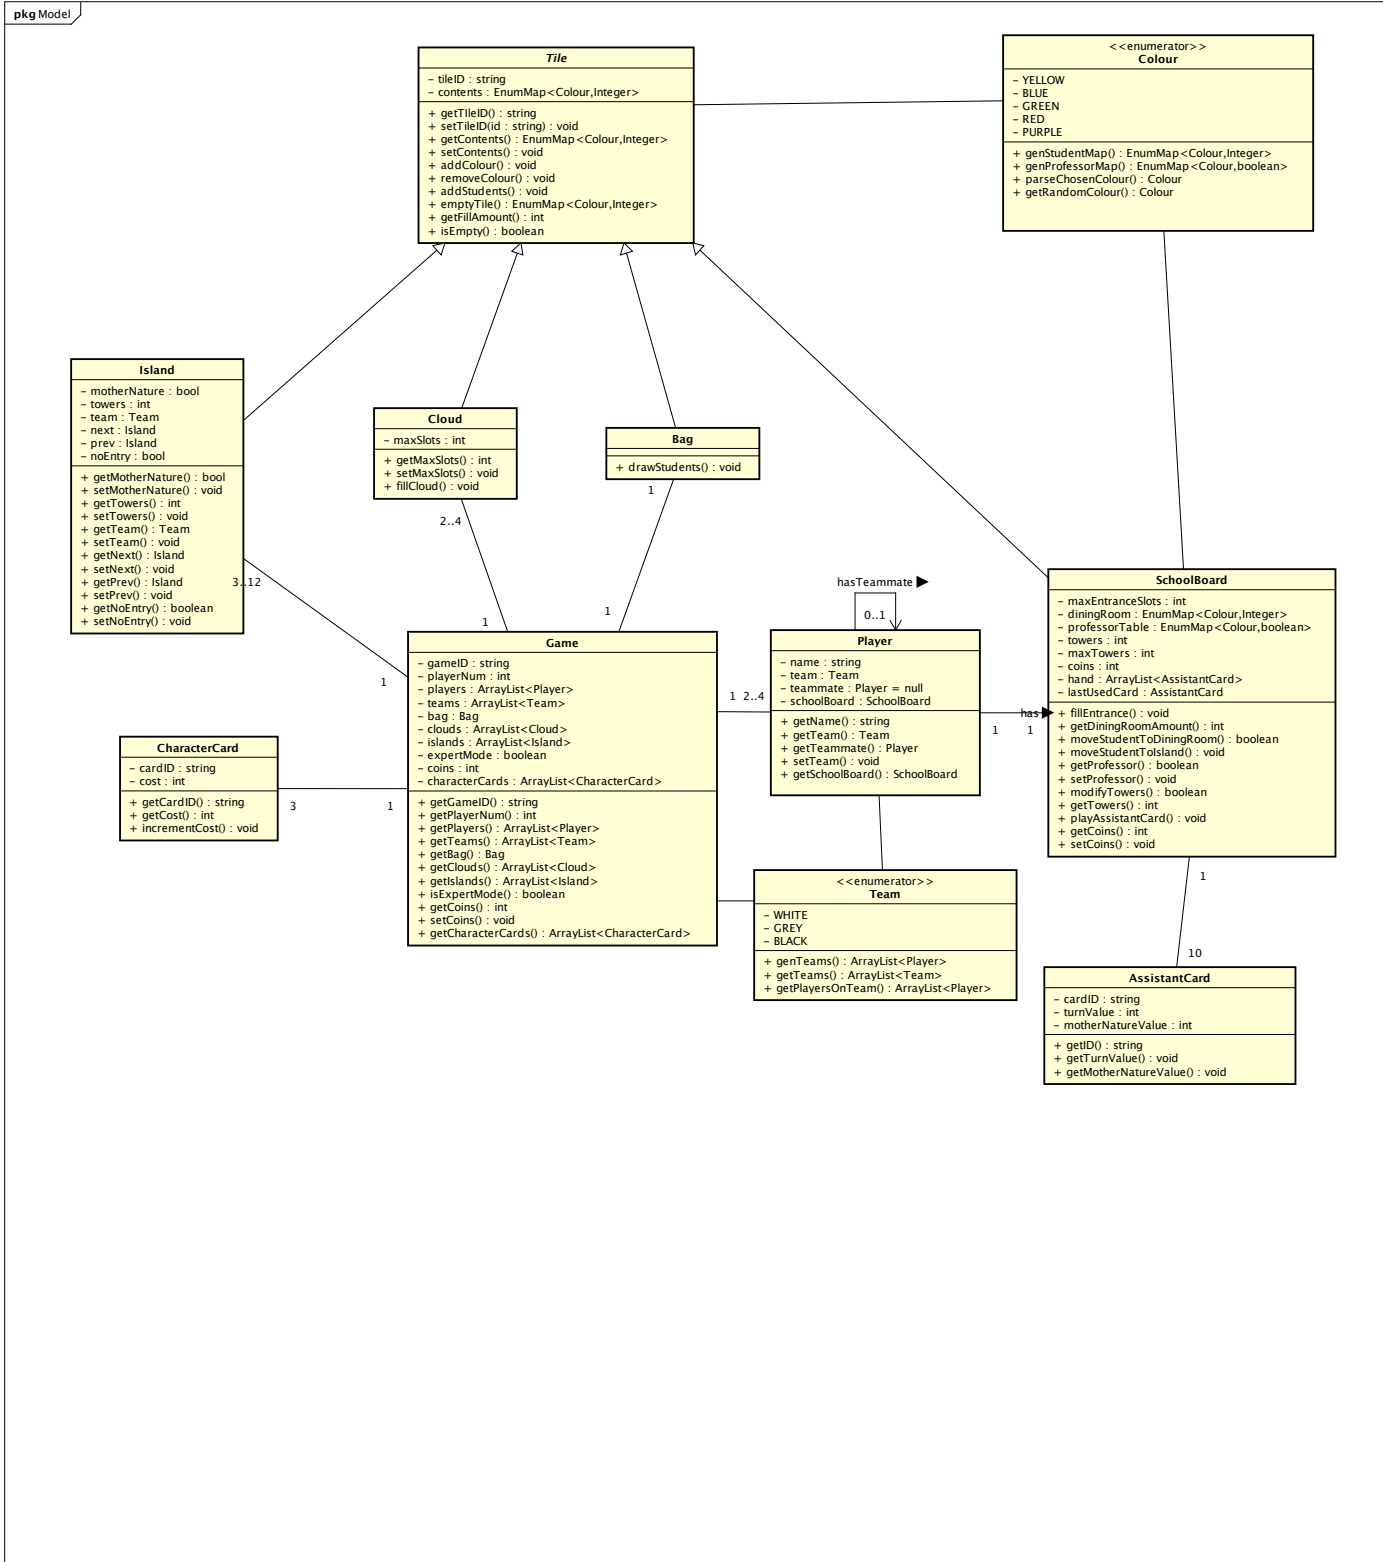 pkg Model
Tile
– tileID : string
– contents : EnumMap<Colour,Integer>
+ getTIleID() : string
+ setTileID(id : string) : void
+ getContents() : EnumMap<Colour,Integer>
+ setContents() : void
+ addColour() : void
+ removeColour() : void
+ addStudents() : void
+ emptyTile() : EnumMap<Colour,Integer>
+ getFillAmount() : int
+ isEmpty() : boolean
<<enumerator>>
Colour
– YELLOW
– BLUE
– GREEN
– RED
– PURPLE
+ genStudentMap() : EnumMap<Colour,Integer>
+ genProfessorMap() : EnumMap<Colour,boolean>
+ parseChosenColour() : Colour
+ getRandomColour() : Colour
Island
– motherNature : bool
– towers : int
– team : Team
– next : Island
– prev : Island
– noEntry : bool
+ getMotherNature() : bool
+ setMotherNature() : void
+ getTowers() : int
+ setTowers() : void
+ getTeam() : Team
+ setTeam() : void
+ getNext() : Island
+ setNext() : void
+ getPrev() : Island
+ setPrev() : void
+ getNoEntry() : boolean
+ setNoEntry() : void
3..12
1
Cloud
– maxSlots : int
+ getMaxSlots() : int
+ setMaxSlots() : void
+ fillCloud() : void
2..4
1
Bag
+ drawStudents() : void
1
1
Game
– gameID : string
– playerNum : int
– players : ArrayList<Player>
– teams : ArrayList<Team>
– bag : Bag
– clouds : ArrayList<Cloud>
– islands : ArrayList<Island>
– expertMode : boolean
– coins : int
– characterCards : ArrayList<CharacterCard>
+ getGameID() : string
+ getPlayerNum() : int
+ getPlayers() : ArrayList<Player>
+ getTeams() : ArrayList<Team>
+ getBag() : Bag
+ getClouds() : ArrayList<Cloud>
+ getIslands() : ArrayList<Island>
+ isExpertMode() : boolean
+ getCoins() : int
+ setCoins() : void
+ getCharacterCards() : ArrayList<CharacterCard>
CharacterCard
– cardID : string
– cost : int
+ getCardID() : string
+ getCost() : int
+ incrementCost() : void
3
1
hasTeammate
0..1
Player
– name : string
– team : Team
– teammate : Player = null
– schoolBoard : SchoolBoard
+ getName() : string
+ getTeam() : Team
+ getTeammate() : Player
+ setTeam() : void
+ getSchoolBoard() : SchoolBoard
1 2..4
has
1
1
SchoolBoard
– maxEntranceSlots : int
– diningRoom : EnumMap<Colour,Integer>
– professorTable : EnumMap<Colour,boolean>
– towers : int
– maxTowers : int
– coins : int
– hand : ArrayList<AssistantCard>
– lastUsedCard : AssistantCard
+ fillEntrance() : void
+ getDiningRoomAmount() : int
+ moveStudentToDiningRoom() : boolean
+ moveStudentToIsland() : void
+ getProfessor() : boolean
+ setProfessor() : void
+ modifyTowers() : boolean
+ getTowers() : int
+ playAssistantCard() : void
+ getCoins() : int
+ setCoins() : void
1
10
<<enumerator>>
Team
– WHITE
– GREY
– BLACK
+ genTeams() : ArrayList<Player>
+ getTeams() : ArrayList<Team>
+ getPlayersOnTeam() : ArrayList<Player>
AssistantCard
– cardID : string
– turnValue : int
– motherNatureValue : int
+ getID() : string
+ getTurnValue() : void
+ getMotherNatureValue() : void